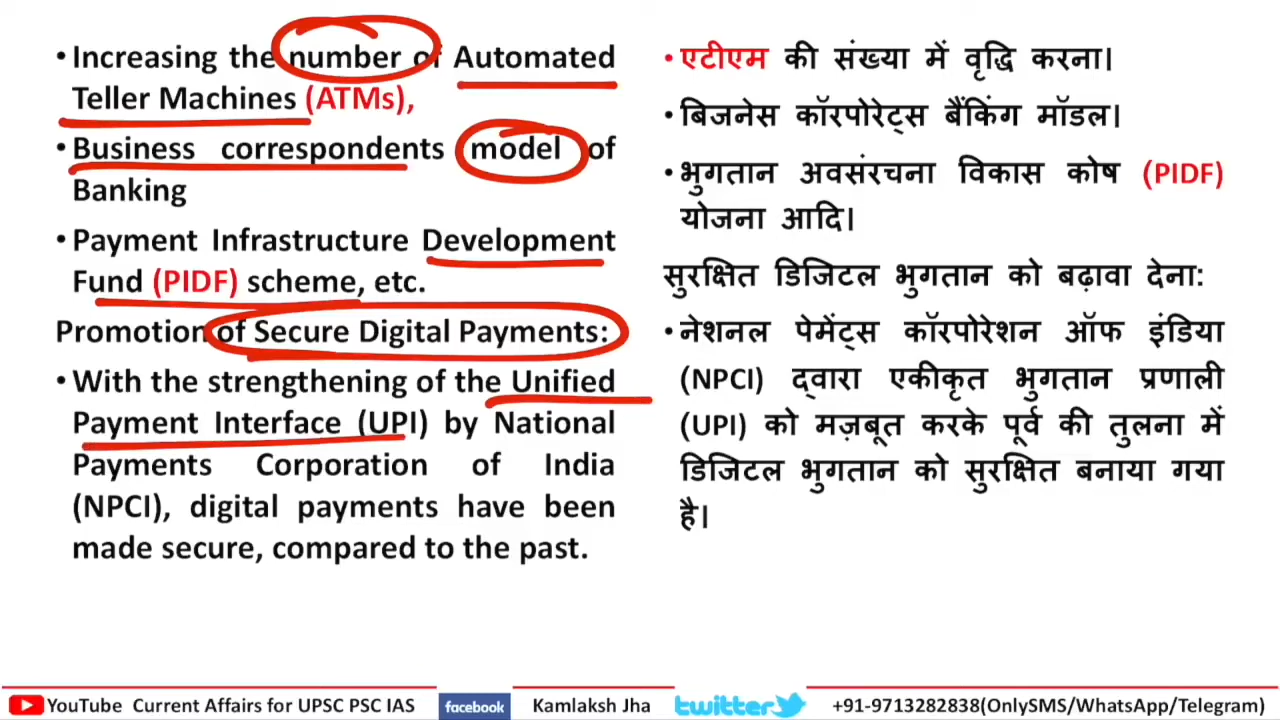 • Increasing the number of Automated
Teller Machines (ATMs),
• Business correspondents model of
Banking
• Payment Infrastructure Development
Fund (PIDF) scheme, etc.
Promotion of Secure Digital Payments:
• With the strengthening of the Unified
Payment Interface (UPI) by National
Payments Corporation of India
(NPCI), digital payments have been
made secure, compared to the past.
• एटीएम की संख्या में वृद्धि करना।
• बिजनेस कॉरपोरेट्स बैंकिंग मॉडल।
• भुगतान अवसंरचना विकास कोष (PIDF)
योजना आदि।
सुरक्षित डिजिटल भुगतान को बढ़ावा देना:
• नेशनल पेमेंट्स कॉरपोरेशन ऑफ इंडिया
(NPCI) द्वारा एकीकृत भुगतान प्रणाली
(UPI) को मज़बूत करके पूर्व की तुलना में
डिजिटल भुगतान को सुरक्षित बनाया गया
है।
YouTube Current Affairs for UPSC PSC IAS facebook Kamlaksh Jha twitter +91-9713282838(OnlySMS/WhatsApp/Telegram)